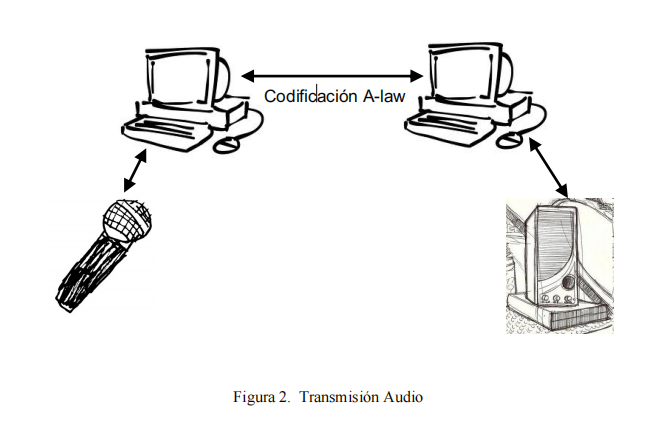 Codificación A-law
Figura 2. Transmisión Audio